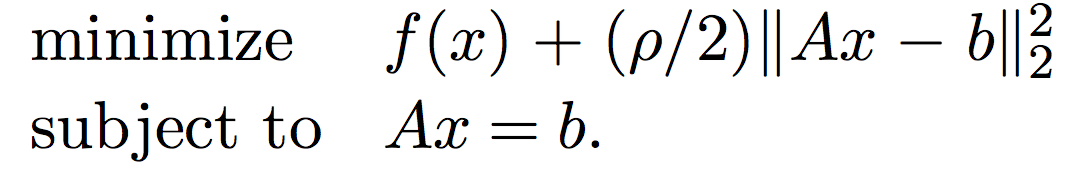 minimize f(x) + (ρ/2)‖Ax − b‖₂²
subject to Ax = b.